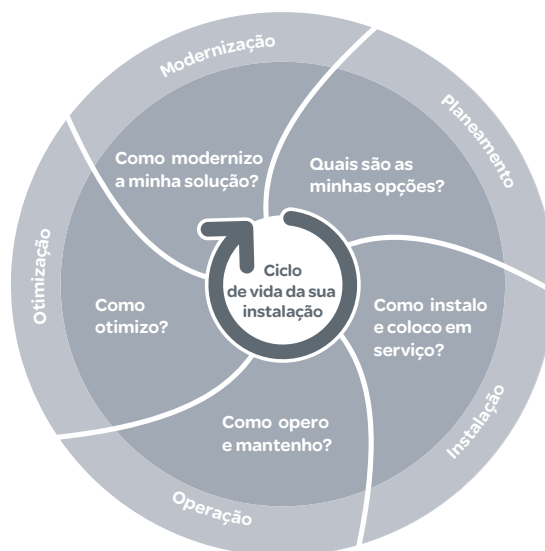 Modernização
Como modernizo
a minha solução?
Planeamento
Quais são as
minhas opções?
Ciclo
de vida da sua
instalação
Como instalo
e coloco em
serviço?
Instalação
Como opero
e mantenho?
Operação
Como
otimizo?
Otimização